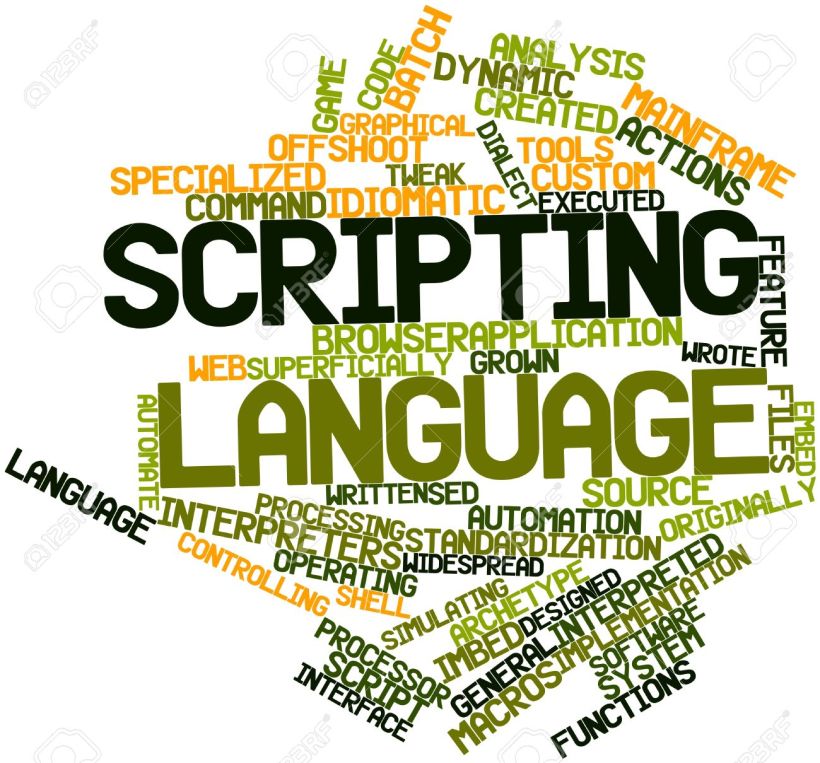 BATCH
CODE
GAME
ANALYSIS
DYNAMIC
CREATED
MAINFRAME
ACTIONS
GRAPHICAL
OFFSHOOT
DIALECT
TOOLS
SPECIALIZED
TWEAK
CUSTOM
COMMAND
IDIOMATIC
EXECUTED
SCRIPTING
FEATURE
BROWSER
APPLICATION
WEB
SUPERFICIALLY
GROWN
WROTE
LANGUAGE
FILES
EMBED
AUTOMATE
LANGUAGE
WRITTEN
SED
SOURCE
ORIGINALLY
PROCESSING
INTERPRETERS
AUTOMATION
STANDARDIZATION
CONTROLLING
OPERATING
WIDESPREAD
SHELL
SIMULATING
ARCHETYPE
DESIGNED
INTERPRETED
IMBED
GENERAL
IMPLEMENTATION
MACROS
PROCESSOR
SCRIPT
INTERFACE
SOFTWARE
SYSTEM
FUNCTIONS
123RF
123RF
123RF
123RF